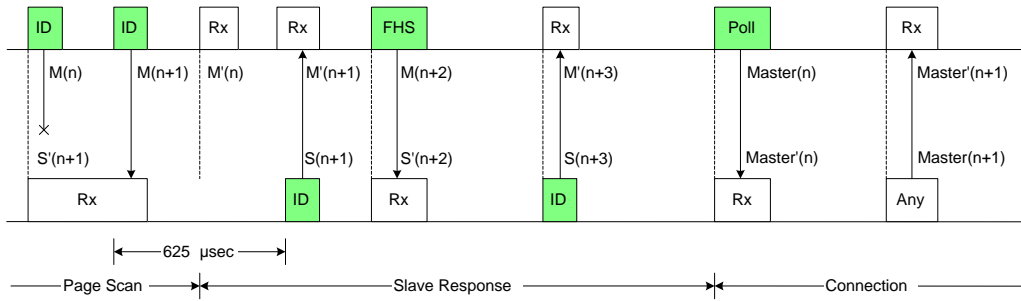 ID ID Rx Rx FHS Rx Poll Rx
M(n) M(n+1) M'(n) M'(n+1) M(n+2) M'(n+3) Master(n) Master'(n+1)
S'(n+1) S(n+1) S'(n+2) S(n+3) Master'(n) Master(n+1)
Rx ID Rx ID Rx Any
625 μsec
Page Scan Slave Response Connection